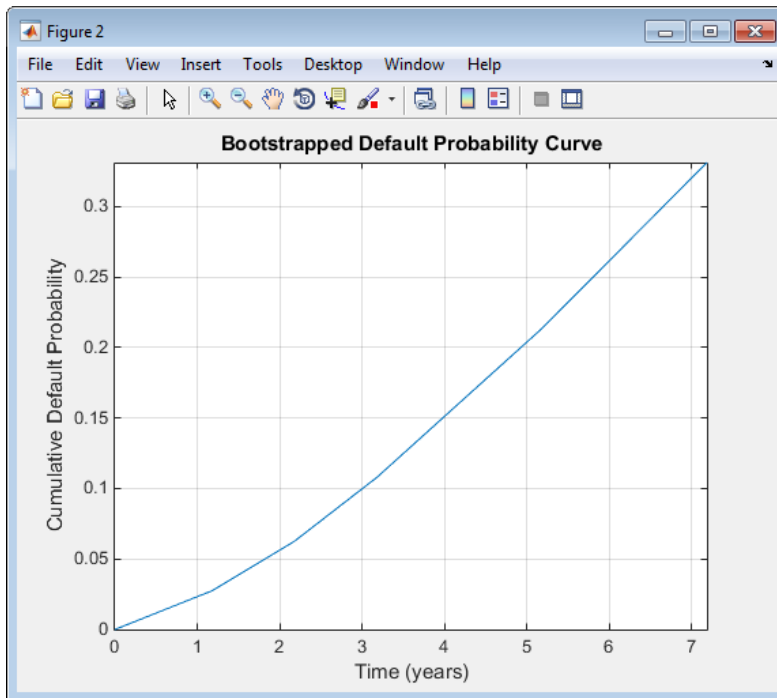 Figure 2
File Edit View Insert Tools Desktop Window Help
Bootstrapped Default Probability Curve
0.3
0.25
0.2
0.15
0.1
0.05
0
Cumulative Default Probability
0 1 2 3 4 5 6 7
Time (years)